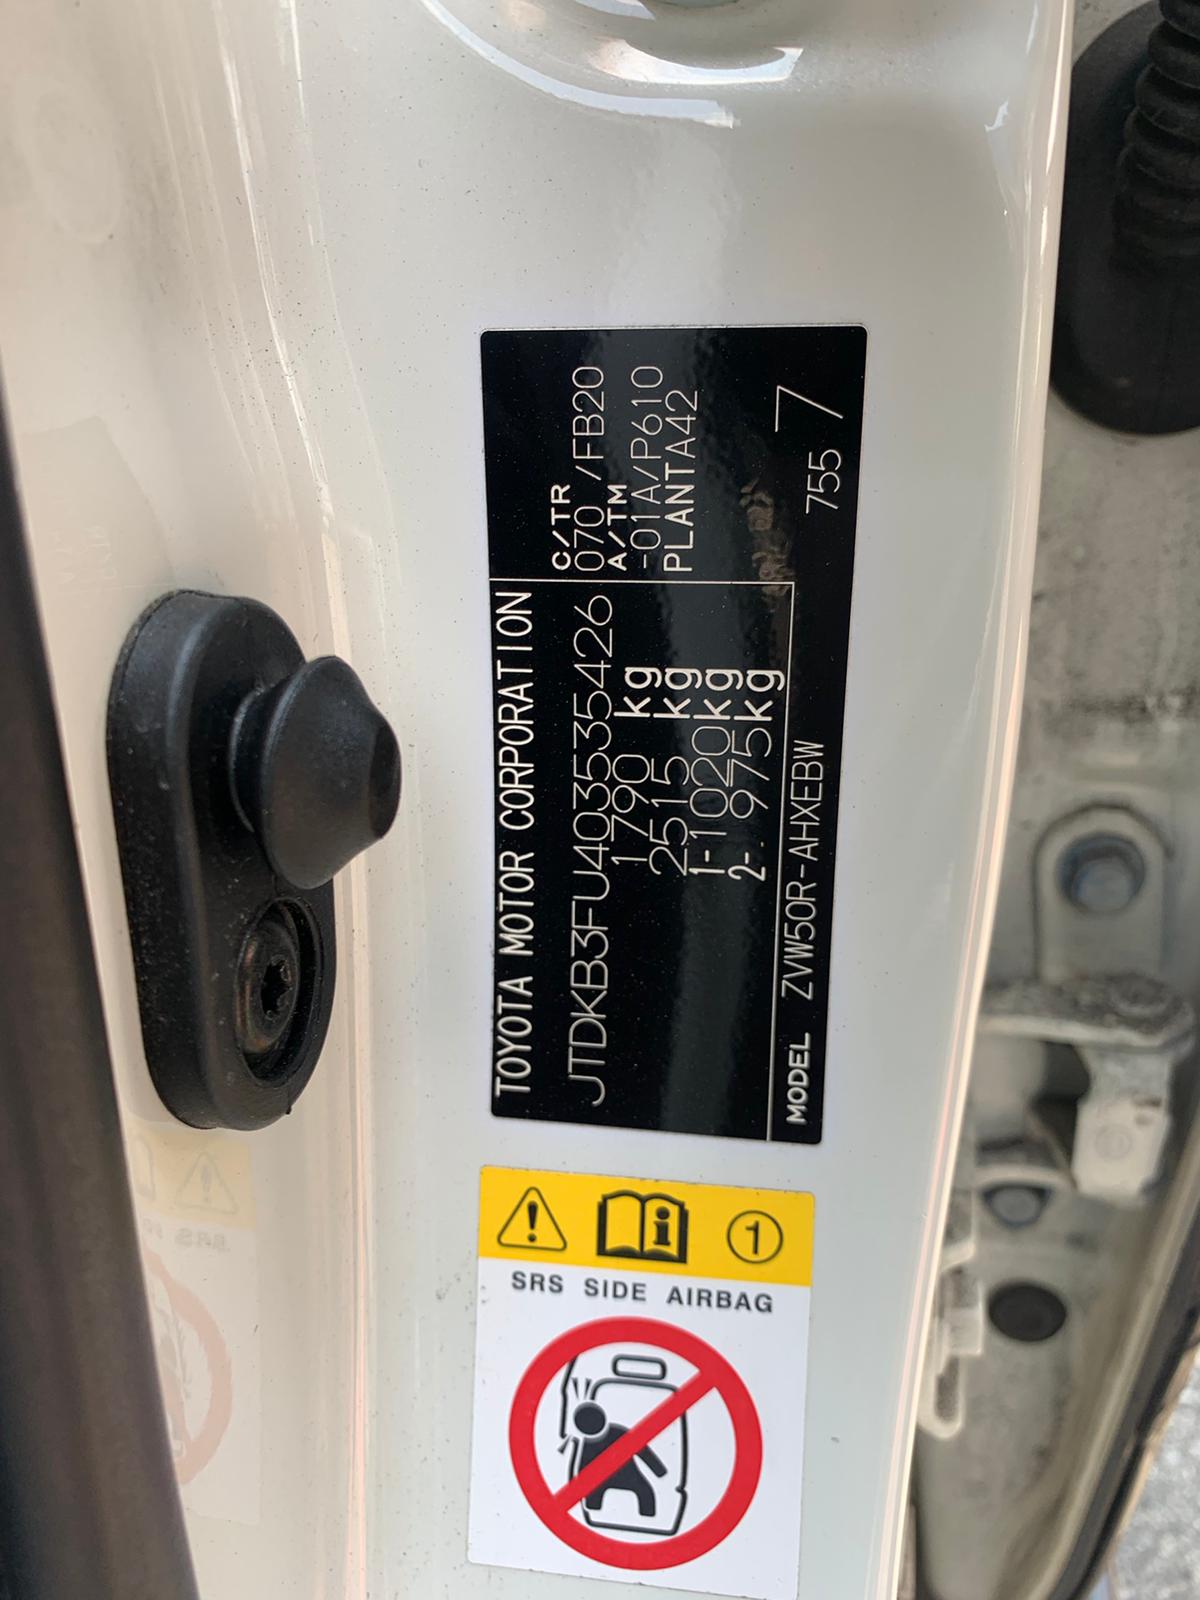 TOYOTA MOTOR CORPORATION
JTDKB3FU403535426
1790 kg
2515 kg
1-1020kg
2-. 975kg
C/TR
070 /FB20
A/TM
-01A/P610
PLANTA42
MODEL ZVW50R-AHXEBW
755 7
1
SRS SIDE AIRBAG